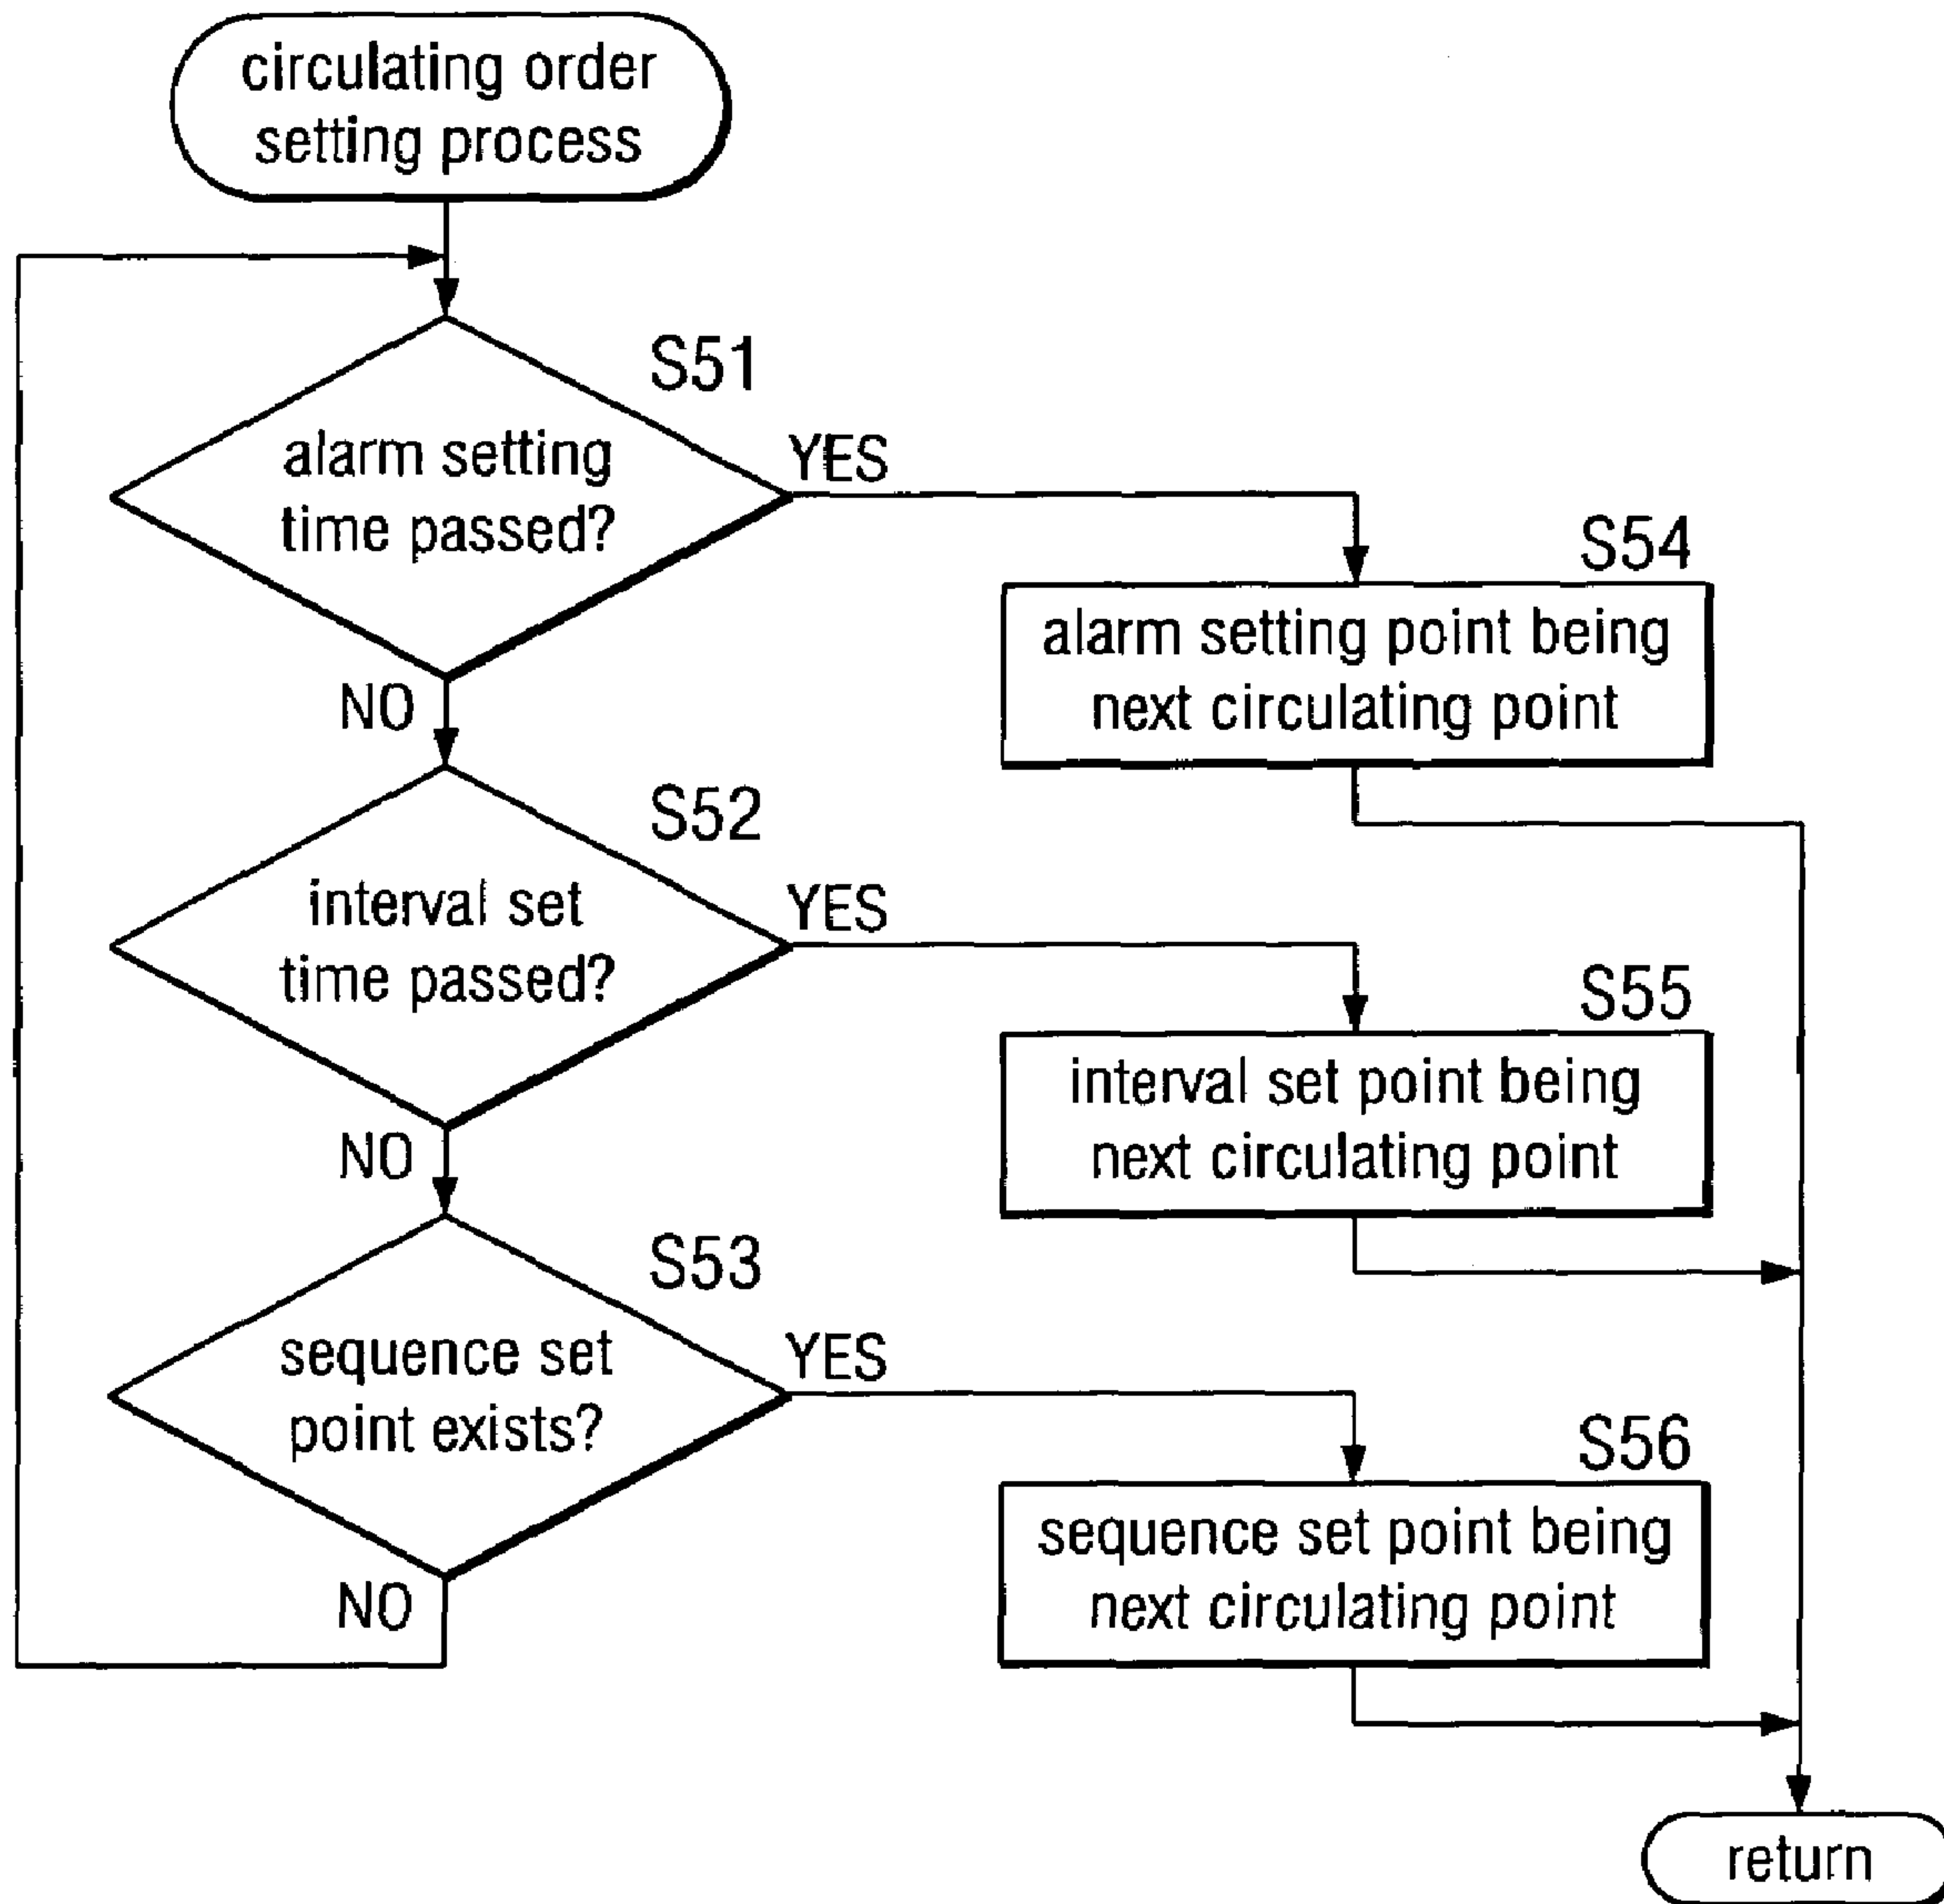 circulating order
setting process
S51
alarm setting
time passed?
YES
NO
S54
alarm setting point being
next circulating point
S52
interval set
time passed?
YES
NO
S55
interval set point being
next circulating point
S53
sequence set
point exists?
YES
NO
S56
sequence set point being
next circulating point
return